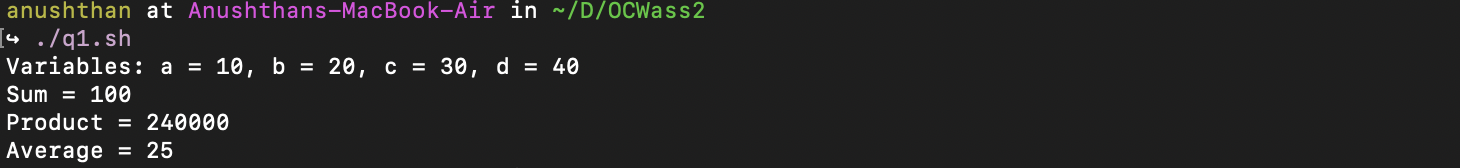 anushthan at Anushthans-MacBook-Air in ~/D/OCWass2
↪ ./q1.sh
Variables: a = 10, b = 20, c = 30, d = 40
Sum = 100
Product = 240000
Average = 25